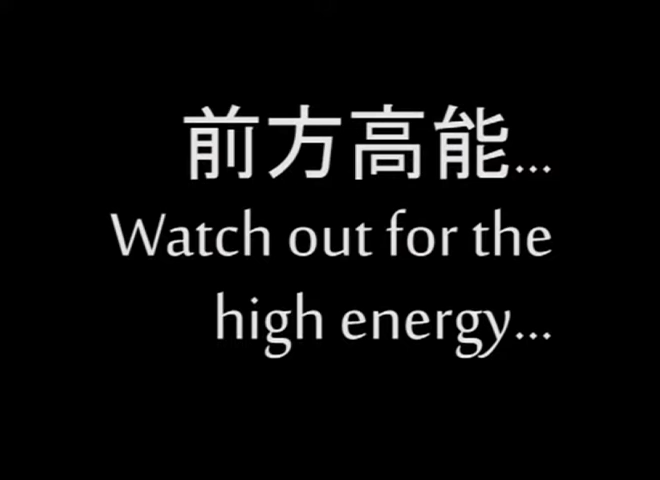 前方高能...
Watch out for the
high energy...